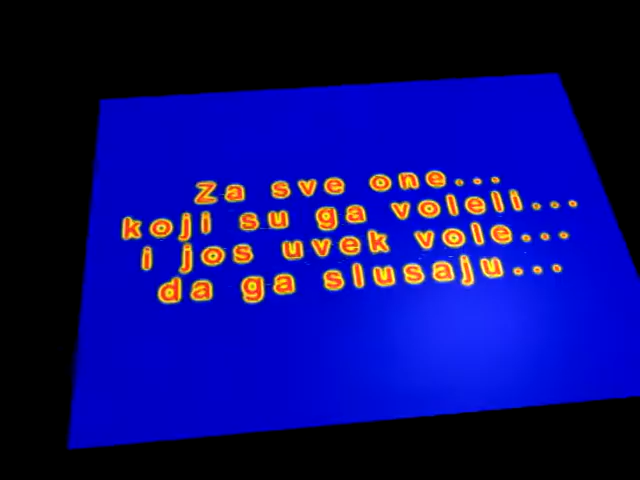 Za sve one...
koji su ga voleli...
i jos uvek vole...
da ga slusaju...